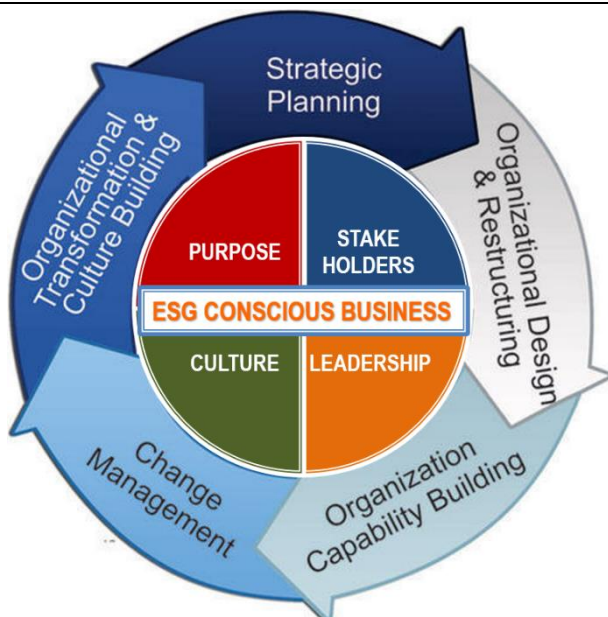 Strategic
Planning
Organizational Design
& Restructuring
Organization
Capability Building
Change
Management
Organizational
Transformation &
Culture Building
PURPOSE
STAKE
HOLDERS
ESG CONSCIOUS BUSINESS
CULTURE
LEADERSHIP